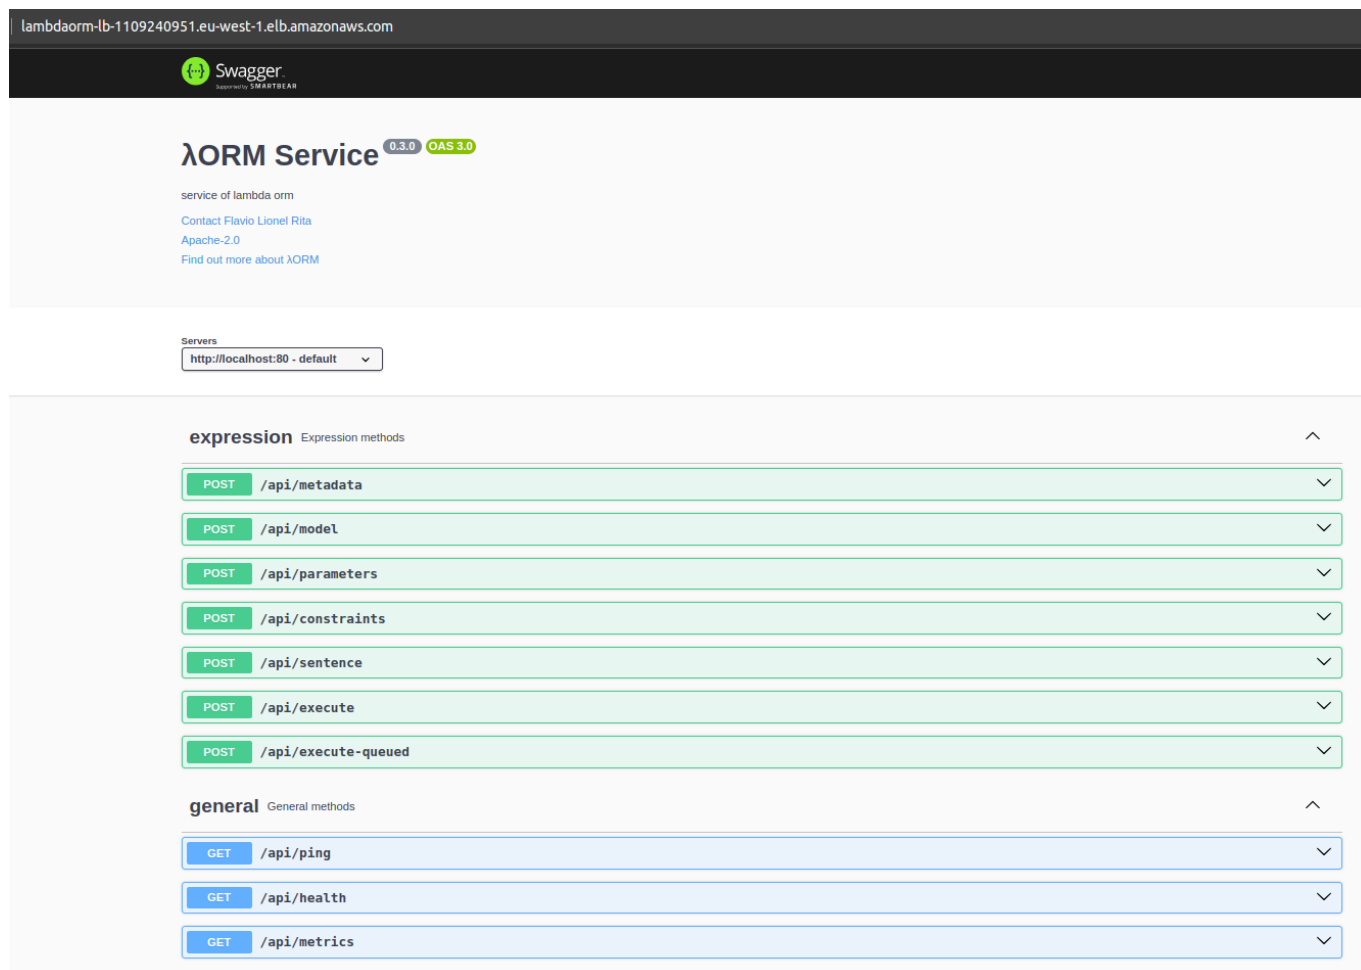 lambdaorm-lb-1109240951.eu-west-1.elb.amazonaws.com
Swagger.
Supported by SMARTBEAR
λORM Service 0.3.0 OAS 3.0
service of lambda orm
Contact Flavio Lionel Rita
Apache-2.0
Find out more about λORM
Servers
http://localhost:80 - default
expression Expression methods
POST /api/metadata
POST /api/model
POST /api/parameters
POST /api/constraints
POST /api/sentence
POST /api/execute
POST /api/execute-queued
general General methods
GET /api/ping
GET /api/health
GET /api/metrics